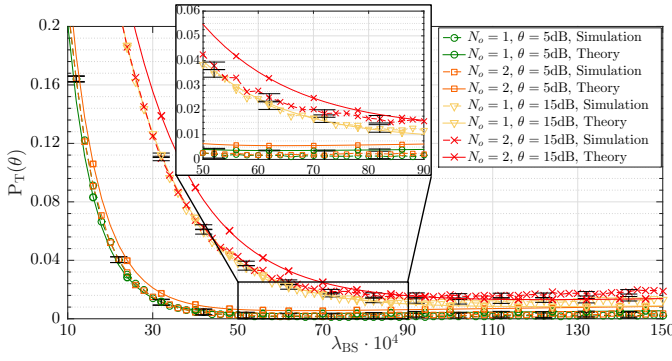 0.2
0.16
0.12
0.08
0.04
0
P_T(θ)
10
30
50
70
90
110
130
150
λ_BS · 10^4
0.06
0.05
0.04
0.03
0.02
0.01
0
50
60
70
80
90
N_o = 1, θ = 5dB, Simulation
N_o = 1, θ = 5dB, Theory
N_o = 2, θ = 5dB, Simulation
N_o = 2, θ = 5dB, Theory
N_o = 1, θ = 15dB, Simulation
N_o = 1, θ = 15dB, Theory
N_o = 2, θ = 15dB, Simulation
N_o = 2, θ = 15dB, Theory